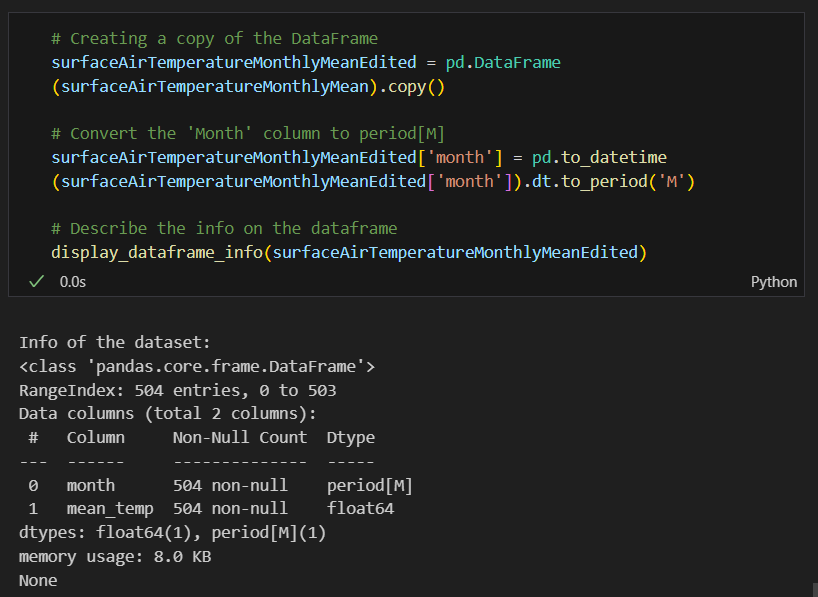 # Creating a copy of the DataFrame
surfaceAirTemperatureMonthlyMeanEdited = pd.DataFrame
(surfaceAirTemperatureMonthlyMean).copy()
# Convert the 'Month' column to period[M]
surfaceAirTemperatureMonthlyMeanEdited['month'] = pd.to_datetime
(surfaceAirTemperatureMonthlyMeanEdited['month']).dt.to_period('M')
# Describe the info on the dataframe
display_dataframe_info(surfaceAirTemperatureMonthlyMeanEdited)
0.0s Python
Info of the dataset:
<class 'pandas.core.frame.DataFrame'>
RangeIndex: 504 entries, 0 to 503
Data columns (total 2 columns):
 #   Column     Non-Null Count  Dtype
---  ------     --------------  -----
 0   month      504 non-null    period[M]
 1   mean_temp  504 non-null    float64
dtypes: float64(1), period[M](1)
memory usage: 8.0 KB
None